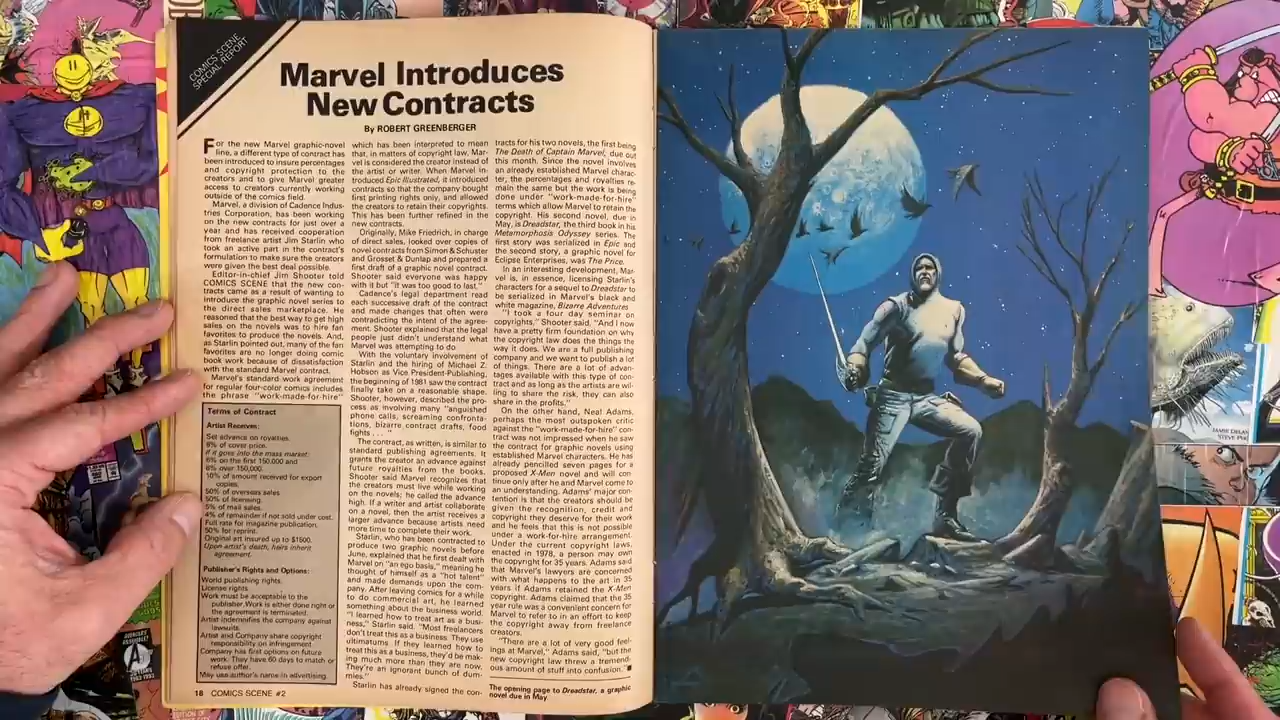 COMICS SCENE
SPECIAL REPORT
Marvel Introduces
New Contracts
By ROBERT GREENBERGER
For the new Marvel graphic-novel
line, a different type of contract has
been introduced to insure percentages
and copyright protection to the
creators and to give Marvel greater
access to creators currently working
outside of the comics field.
Marvel, a division of Cadence Indus-
tries Corporation, has been working
on the new contracts for just over a
year and has received cooperation
from freelance artist Jim Starlin who
took an active part in the contract's
formulation to make sure the creators
were given the best deal possible.
Editor-in-chief Jim Shooter told
COMICS SCENE that the new con-
tracts came as a result of wanting to
introduce the graphic novel series to
the direct sales marketplace. He
reasoned that the best way to get high
sales on the novels was to hire fan
favorites to produce the novels. And,
as Starlin pointed out, many of the fan
favorites are no longer doing comic
book work because of dissatisfaction
with the standard Marvel contract.
Marvel's standard work agreement
for regular four-color comics includes
the phrase "work-made-for-hire"
Terms of Contract
Artist Receives:
Set advance on royalties.
8% of cover price.
If it goes into the mass market:
6% on the first 150,000 and
8% over 150,000.
10% of amount received for export
copies.
50% of overseas sales
50% of licensing.
5% of mail sales.
4% of remainder if not sold under cost.
Full rate for magazine publication,
50% for reprint.
Original art insured up to $1500.
Upon artist's death, heirs inherit
agreement.
Publisher's Rights and Options:
World publishing rights.
License rights
Work must be acceptable to the
publisher. Work is either done right or
the agreement is terminated.
Artist indemnifies the company against
lawsuits.
Artist and Company share copyright
responsibility on infringement
Company has first options on future
work. They have 60 days to match or
refuse offer.
May use author's name in advertising.
18 COMICS SCENE #2
which has been interpreted to mean
that, in matters of copyright law, Mar-
vel is considered the creator instead of
the artist or writer. When Marvel in-
troduced Epic Illustrated, it introduced
contracts so that the company bought
first printing rights only, and allowed
the creators to retain their copyrights.
This has been further refined in the
new contracts.
Originally, Mike Friedrich, in charge
of direct sales, looked over copies of
novel contracts from Simon & Schuster
and Grosset & Dunlap and prepared a
first draft of a graphic novel contract.
Shooter said everyone was happy
with it but "it was too good to last."
Cadence's legal department read
each successive draft of the contract
and made changes that often were
contradicting the intent of the agree-
ment. Shooter explained that the legal
people just didn't understand what
Marvel was attempting to do.
With the voluntary involvement of
Starlin and the hiring of Michael Z.
Hobson as Vice President-Publishing,
the beginning of 1981 saw the contract
finally take on a reasonable shape.
Shooter, however, described the pro-
cess as involving many "anguished
phone calls, screaming confronta-
tions, bizarre contract drafts, food
fights . . ."
The contract, as written, is similar to
standard publishing agreements. It
grants the creator an advance against
future royalties from the books.
Shooter said Marvel recognizes that
the creators must live while working
on the novels; he called the advance
high. If a writer and artist collaborate
on a novel, then the artist receives a
larger advance because artists need
more time to complete their work.
Starlin, who has been contracted to
produce two graphic novels before
June, explained that he first dealt with
Marvel on "an ego basis," meaning he
thought of himself as a "hot talent"
and made demands upon the com-
pany. After leaving comics for a while
to do commercial art, he learned
something about the business world.
"I learned how to treat art as a busi-
ness," Starlin said. "Most freelancers
don't treat this as a business. They use
ultimatums. If they learned how to
treat this as a business, they'd be mak-
ing much more than they are now.
They're an ignorant bunch of dum-
mies."
Starlin has already signed the con-
tracts for his two novels, the first being
The Death of Captain Marvel, due out
this month. Since the novel involves
an already established Marvel charac-
ter, the percentages and royalties re-
main the same but the work is being
done under "work-made-for-hire"
terms which allow Marvel to retain the
copyright. His second novel, due in
May, is Dreadstar, the third book in his
Metamorphosis Odyssey series. The
first story was serialized in Epic and
the second story, a graphic novel for
Eclipse Enterprises, was The Price.
In an interesting development, Mar-
vel is, in essence, licensing Starlin's
characters for a sequel to Dreadstar to
be serialized in Marvel's black and
white magazine, Bizarre Adventures.
"I took a four day seminar on
copyrights," Shooter said. "And I now
have a pretty firm foundation on why
the copyright law does the things the
way it does. We are a full publishing
company and we want to publish a lot
of things. There are a lot of advan-
tages available with this type of con-
tract and as long as the artists are wil-
ling to share the risk, they can also
share in the profits."
On the other hand, Neal Adams,
perhaps the most outspoken critic
against the "work-made-for-hire" con-
tract was not impressed when he saw
the contract for graphic novels using
established Marvel characters. He has
already pencilled seven pages for a
proposed X-Men novel and will con-
tinue only after he and Marvel come to
an understanding. Adams' major con-
tention is that the creators should be
given the recognition, credit and
copyright they deserve for their work
and he feels that this is not possible
under a work-for-hire arrangement.
Under the current copyright laws,
enacted in 1978, a person may own
the copyright for 35 years. Adams said
that Marvel's lawyers are concerned
with what happens to the art in 35
years if Adams retained the X-Men
copyright. Adams claimed that the 35
year rule was a convenient concern for
Marvel to refer to in an effort to keep
the copyright away from freelance
creators.
"There are a lot of very good feel-
ings at Marvel," Adams said, "but the
new copyright law threw a tremend-
ous amount of stuff into confusion."
The opening page to Dreadstar, a graphic
novel due in May.
JAMIE DELAN
STEVE PU